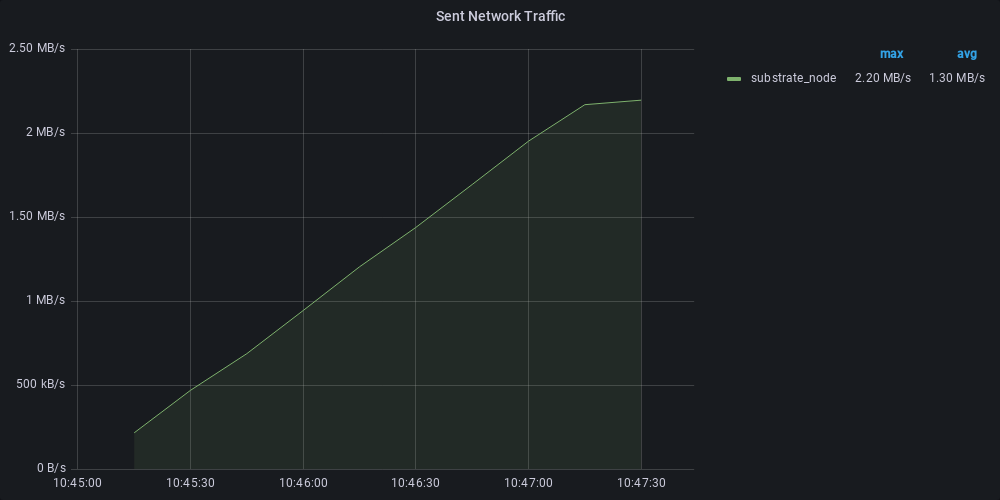 Sent Network Traffic
2.50 MB/s
2 MB/s
1.50 MB/s
1 MB/s
500 kB/s
0 B/s
10:45:00 10:45:30 10:46:00 10:46:30 10:47:00 10:47:30
max avg
substrate_node 2.20 MB/s 1.30 MB/s